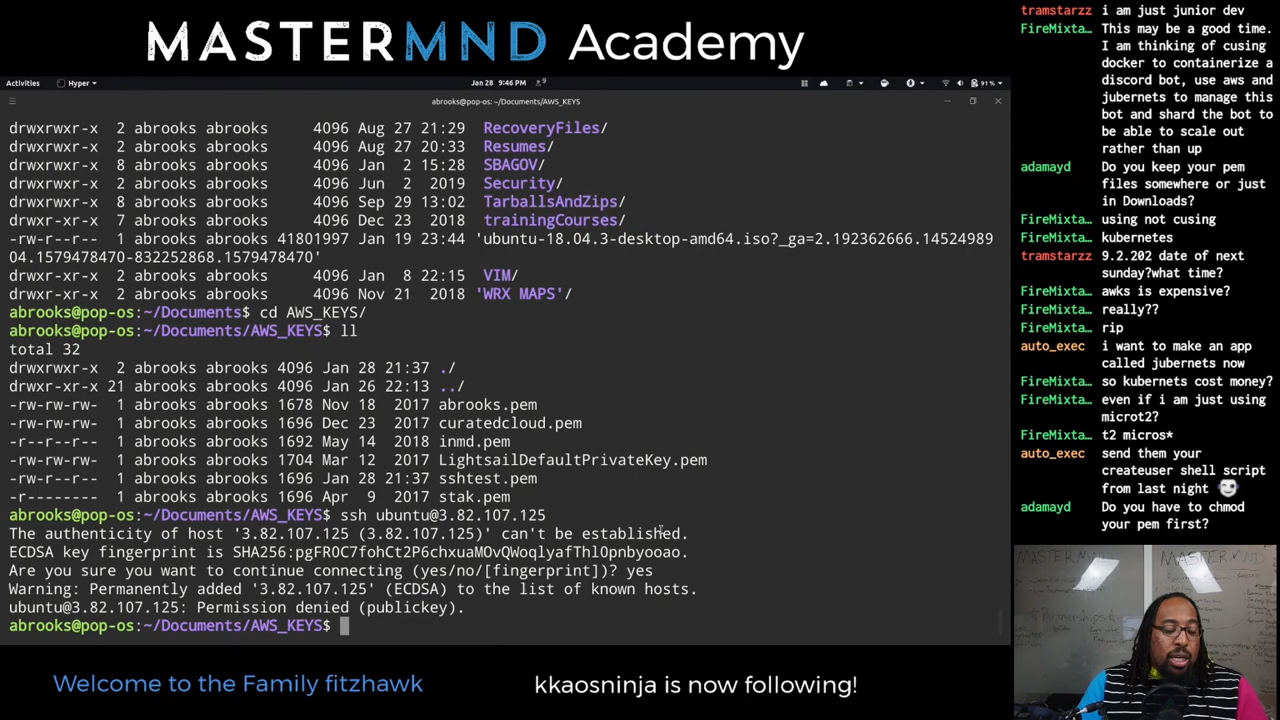 MASTERMND Academy
Activities
Hyper
Jan 28 9:46 PM
9
91 %
abrooks@pop-os: ~/Documents/AWS_KEYS
drwxrwxr-x 2 abrooks abrooks 4096 Aug 27 21:29 RecoveryFiles/
drwxrwxr-x 2 abrooks abrooks 4096 Aug 27 20:33 Resumes/
drwxrwxr-x 8 abrooks abrooks 4096 Jan 2 15:28 SBAGOV/
drwxrwxr-x 2 abrooks abrooks 4096 Jun 2 2019 Security/
drwxrwxr-x 8 abrooks abrooks 4096 Sep 29 13:02 TarballsAndZips/
drwxrwxr-x 7 abrooks abrooks 4096 Dec 23 2018 trainingCourses/
-rw-r--r-- 1 abrooks abrooks 41801997 Jan 19 23:44 'ubuntu-18.04.3-desktop-amd64.iso?_ga=2.192362666.14524989
04.1579478470-832252868.1579478470'
drwxrwxr-x 2 abrooks abrooks 4096 Jan 8 22:15 VIM/
drwxrwxr-x 2 abrooks abrooks 4096 Nov 21 2018 'WRX MAPS'/
abrooks@pop-os:~/Documents$ cd AWS_KEYS/
abrooks@pop-os:~/Documents/AWS_KEYS$ ll
total 32
drwxrwxr-x 2 abrooks abrooks 4096 Jan 28 21:37 ./
drwxr-xr-x 21 abrooks abrooks 4096 Jan 26 22:13 ../
-rw-rw-rw- 1 abrooks abrooks 1678 Nov 18 2017 abrooks.pem
-rw-rw-rw- 1 abrooks abrooks 1696 Dec 23 2017 curatedcloud.pem
-r--r--r-- 1 abrooks abrooks 1692 May 14 2018 inmd.pem
-rw-rw-rw- 1 abrooks abrooks 1704 Mar 12 2017 LightsailDefaultPrivateKey.pem
-rw-rw-rw- 1 abrooks abrooks 1696 Jan 28 21:37 sshtest.pem
-r-------- 1 abrooks abrooks 1696 Apr 9 2017 stak.pem
abrooks@pop-os:~/Documents/AWS_KEYS$ ssh ubuntu@3.82.107.125
The authenticity of host '3.82.107.125 (3.82.107.125)' can't be established.
ECDSA key fingerprint is SHA256:pgFROC7fohCt2P6chxuaMOvQWoqlyafThlOpnbyooao.
Are you sure you want to continue connecting (yes/no/[fingerprint])? yes
Warning: Permanently added '3.82.107.125' (ECDSA) to the list of known hosts.
ubuntu@3.82.107.125: Permission denied (publickey).
abrooks@pop-os:~/Documents/AWS_KEYS$
tramstarzz i am just junior dev
FireMixta… This may be a good time.
I am thinking of cusing
docker to containerize a
discord bot, use aws and
jubernets to manage this
bot and shard the bot to
be able to scale out
rather than up
adamayd Do you keep your pem
files somewhere or just
in Downloads?
FireMixta… using not cusing
FireMixta… kubernetes
tramstarzz 9.2.202 date of next
sunday?what time?
FireMixta… awks is expensive?
FireMixta… really??
FireMixta… rip
auto_exec i want to make an app
called jubernets now
FireMixta… so kubernets cost money?
FireMixta… even if i am just using
microt2?
FireMixta… t2 micros*
auto_exec send them your
createuser shell script
from last night
adamayd Do you have to chmod
your pem first?
Welcome to the Family fitzhawk
kkaosninja is now following!